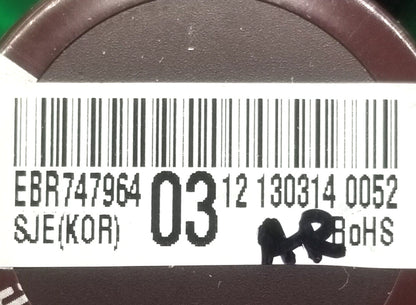 EBR747964 03 12 130314 0052
SJE(KOR) RoHS